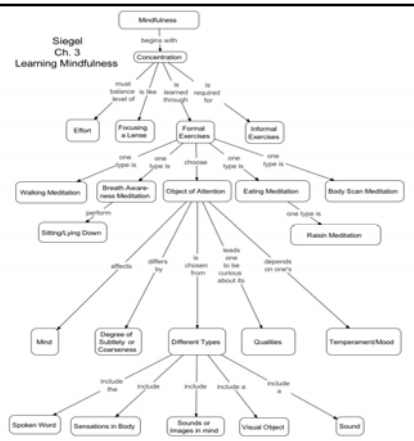 Mindfulness
Siegel
Ch. 3
Learning Mindfulness
begins with
Concentration
must
balance
level of
is like
is
learned
through
is
required
for
Effort
Focusing
a Lense
Formal
Exercises
Informal
Exercises
one
type is
one
type is
choose
one
type is
one
type is
Walking Meditation
Breath Aware-
ness Meditation
Object of Attention
Eating Meditation
Body Scan Meditation
perform
one type is
Sitting/Lying Down
Raisin Meditation
affects
differs
by
is
chosen
from
leads
one
to be
curious
about its
depends
on one's
Mind
Degree of
Subtlety or
Coarseness
Different Types
Qualities
Temperament/Mood
include
the
include
include
include a
include
a
Spoken Word
Sensations in Body
Sounds or
Images in mind
Visual Object
Sound